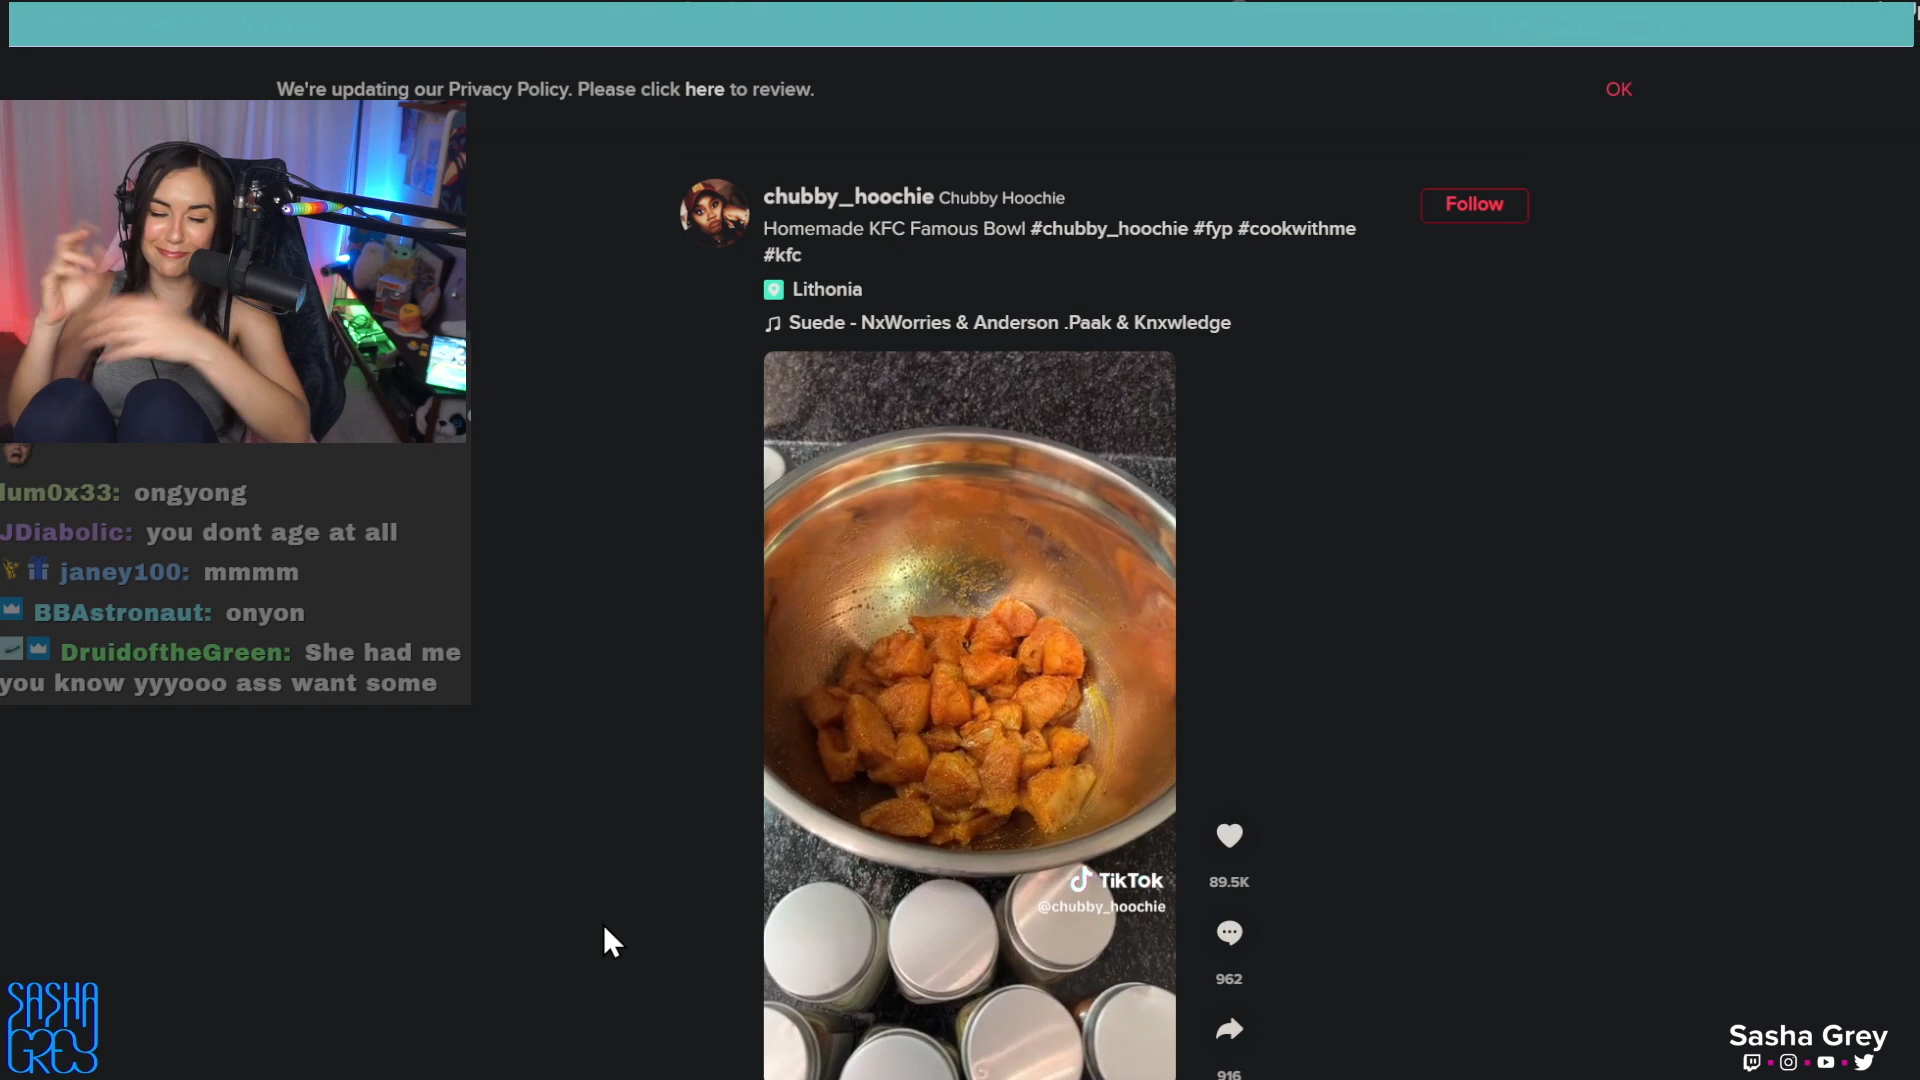 We're updating our Privacy Policy. Please click here to review.
OK
chubby_hoochie Chubby Hoochie
Follow
Homemade KFC Famous Bowl #chubby_hoochie #fyp #cookwithme
#kfc
Lithonia
Suede - NxWorries & Anderson .Paak & Knxwledge
lum0x33: ongyong
JDiabolic: you dont age at all
janey100: mmmm
BBAstronaut: onyon
DruidoftheGreen: She had me
you know yyyooo ass want some
TikTok
@chubby_hoochie
89.5K
962
916
SASHA
GREY
Sasha Grey